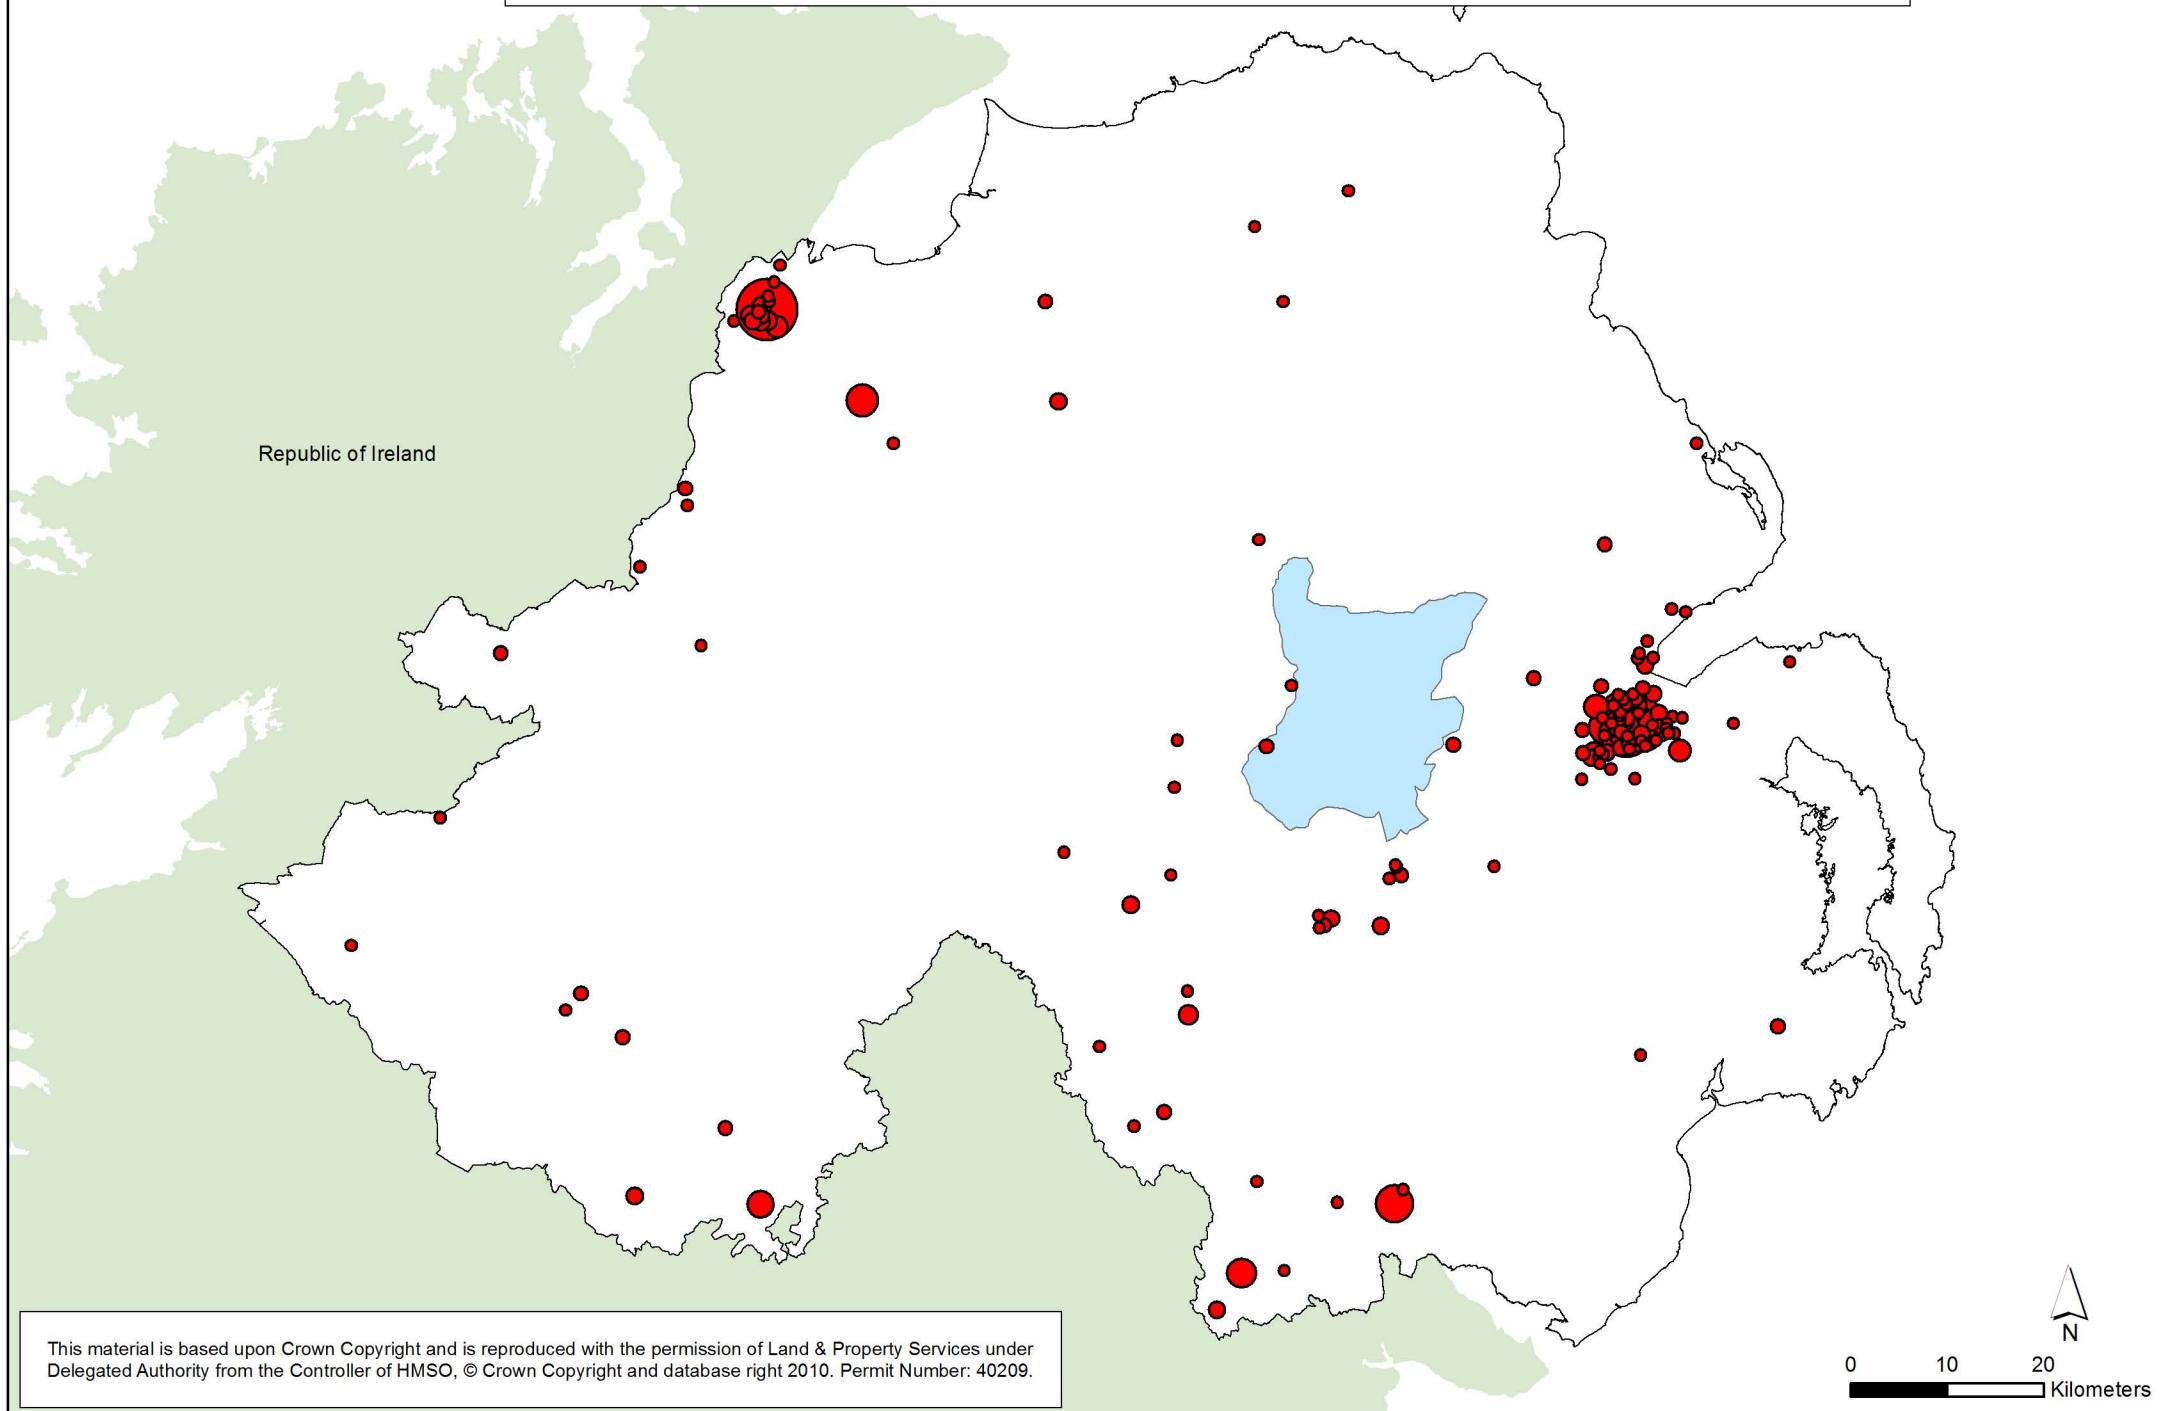 Republic of Ireland
This material is based upon Crown Copyright and is reproduced with the permission of Land & Property Services under
Delegated Authority from the Controller of HMSO, © Crown Copyright and database right 2010. Permit Number: 40209.
N
0 10 20
Kilometers